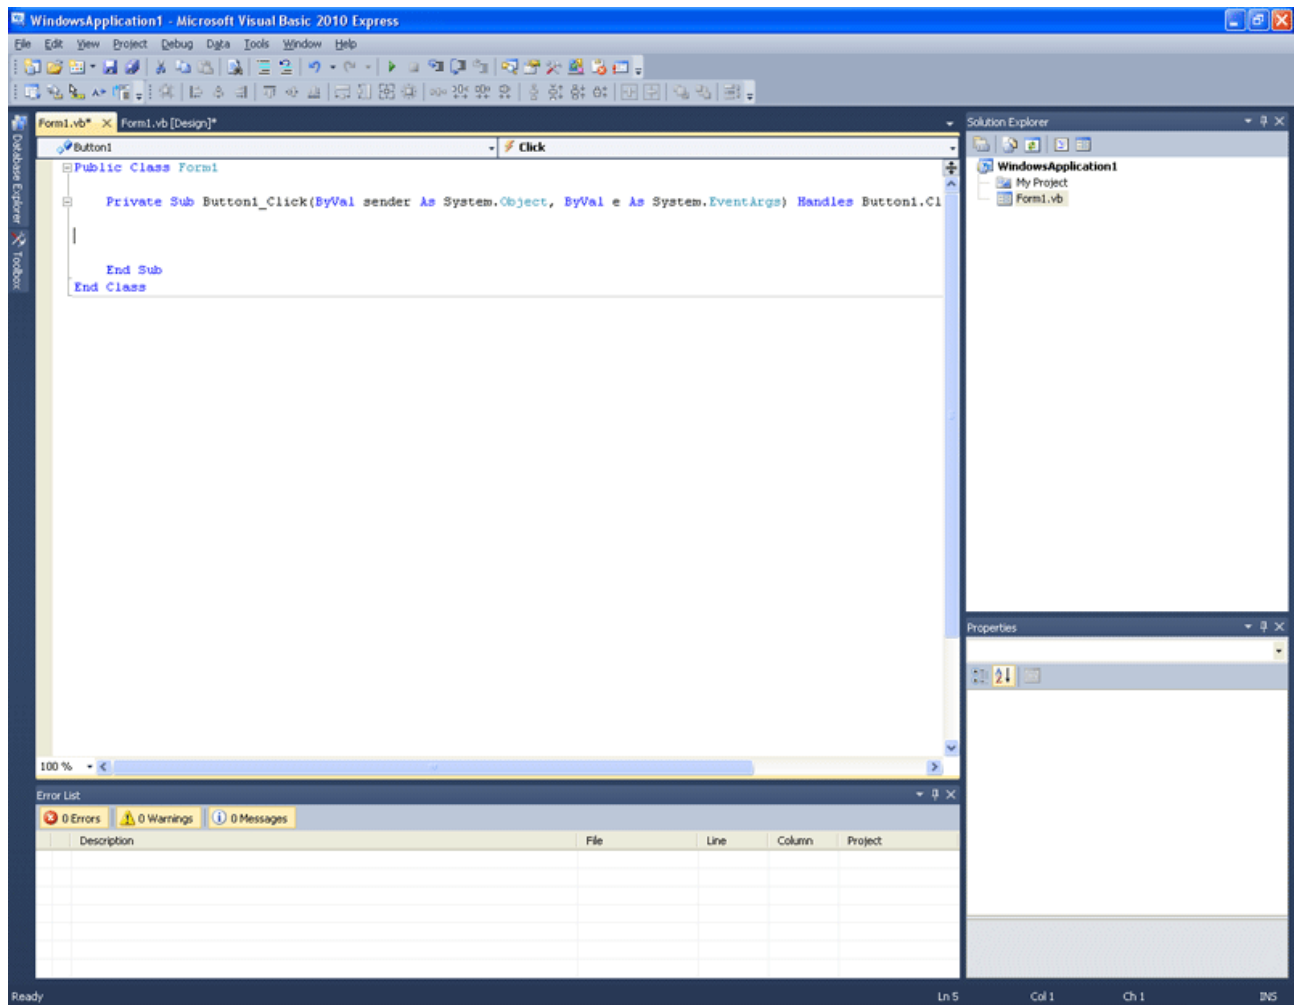 WindowsApplication1 - Microsoft Visual Basic 2010 Express
File Edit View Project Debug Data Tools Window Help
Form1.vb* Form1.vb [Design]*
Button1 Click
Public Class Form1
Private Sub Button1_Click(ByVal sender As System.Object, ByVal e As System.EventArgs) Handles Button1.Cl
End Sub
End Class
100 %
Database Explorer
Toolbox
Solution Explorer
WindowsApplication1
My Project
Form1.vb
Properties
Error List
0 Errors 0 Warnings 0 Messages
Description File Line Column Project
Ready Ln 5 Col 1 Ch 1 INS